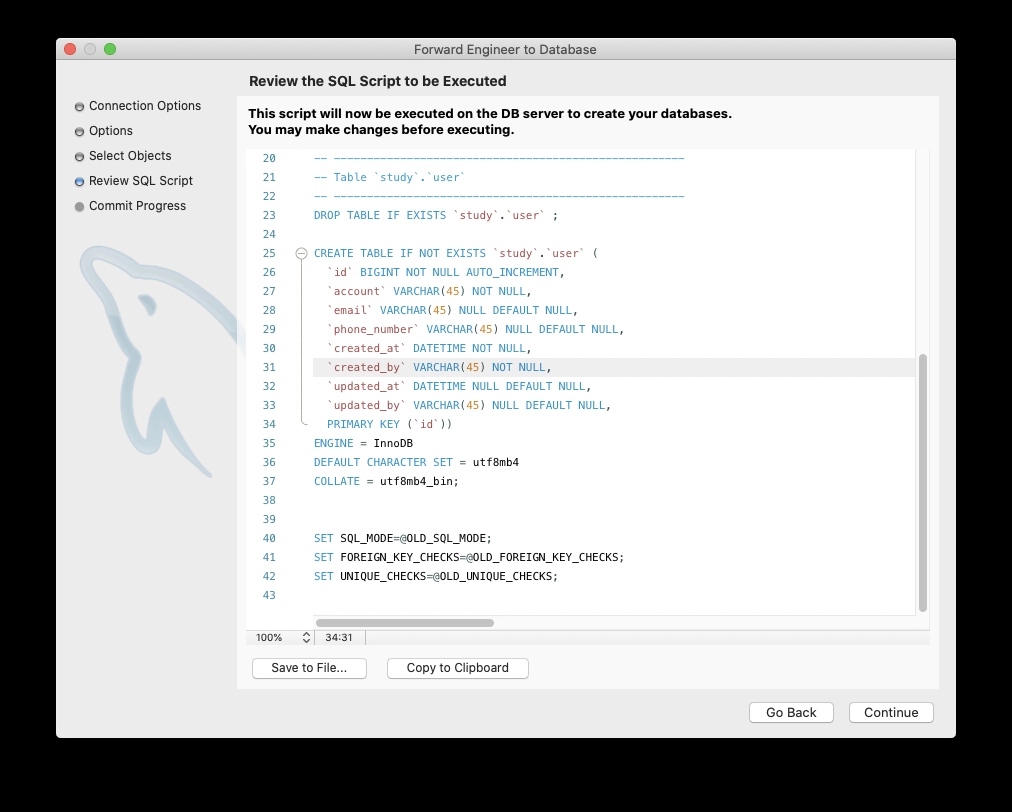 Forward Engineer to Database
Review the SQL Script to be Executed
Connection Options
Options
Select Objects
Review SQL Script
Commit Progress
This script will now be executed on the DB server to create your databases.
You may make changes before executing.
20 -- -----------------------------------------------------
21 -- Table `study`.`user`
22 -- -----------------------------------------------------
23 DROP TABLE IF EXISTS `study`.`user` ;
24
25 CREATE TABLE IF NOT EXISTS `study`.`user` (
26 `id` BIGINT NOT NULL AUTO_INCREMENT,
27 `account` VARCHAR(45) NOT NULL,
28 `email` VARCHAR(45) NULL DEFAULT NULL,
29 `phone_number` VARCHAR(45) NULL DEFAULT NULL,
30 `created_at` DATETIME NOT NULL,
31 `created_by` VARCHAR(45) NOT NULL,
32 `updated_at` DATETIME NULL DEFAULT NULL,
33 `updated_by` VARCHAR(45) NULL DEFAULT NULL,
34 PRIMARY KEY (`id`))
35 ENGINE = InnoDB
36 DEFAULT CHARACTER SET = utf8mb4
37 COLLATE = utf8mb4_bin;
38
39
40 SET SQL_MODE=@OLD_SQL_MODE;
41 SET FOREIGN_KEY_CHECKS=@OLD_FOREIGN_KEY_CHECKS;
42 SET UNIQUE_CHECKS=@OLD_UNIQUE_CHECKS;
43
100% 34:31
Save to File... Copy to Clipboard
Go Back Continue